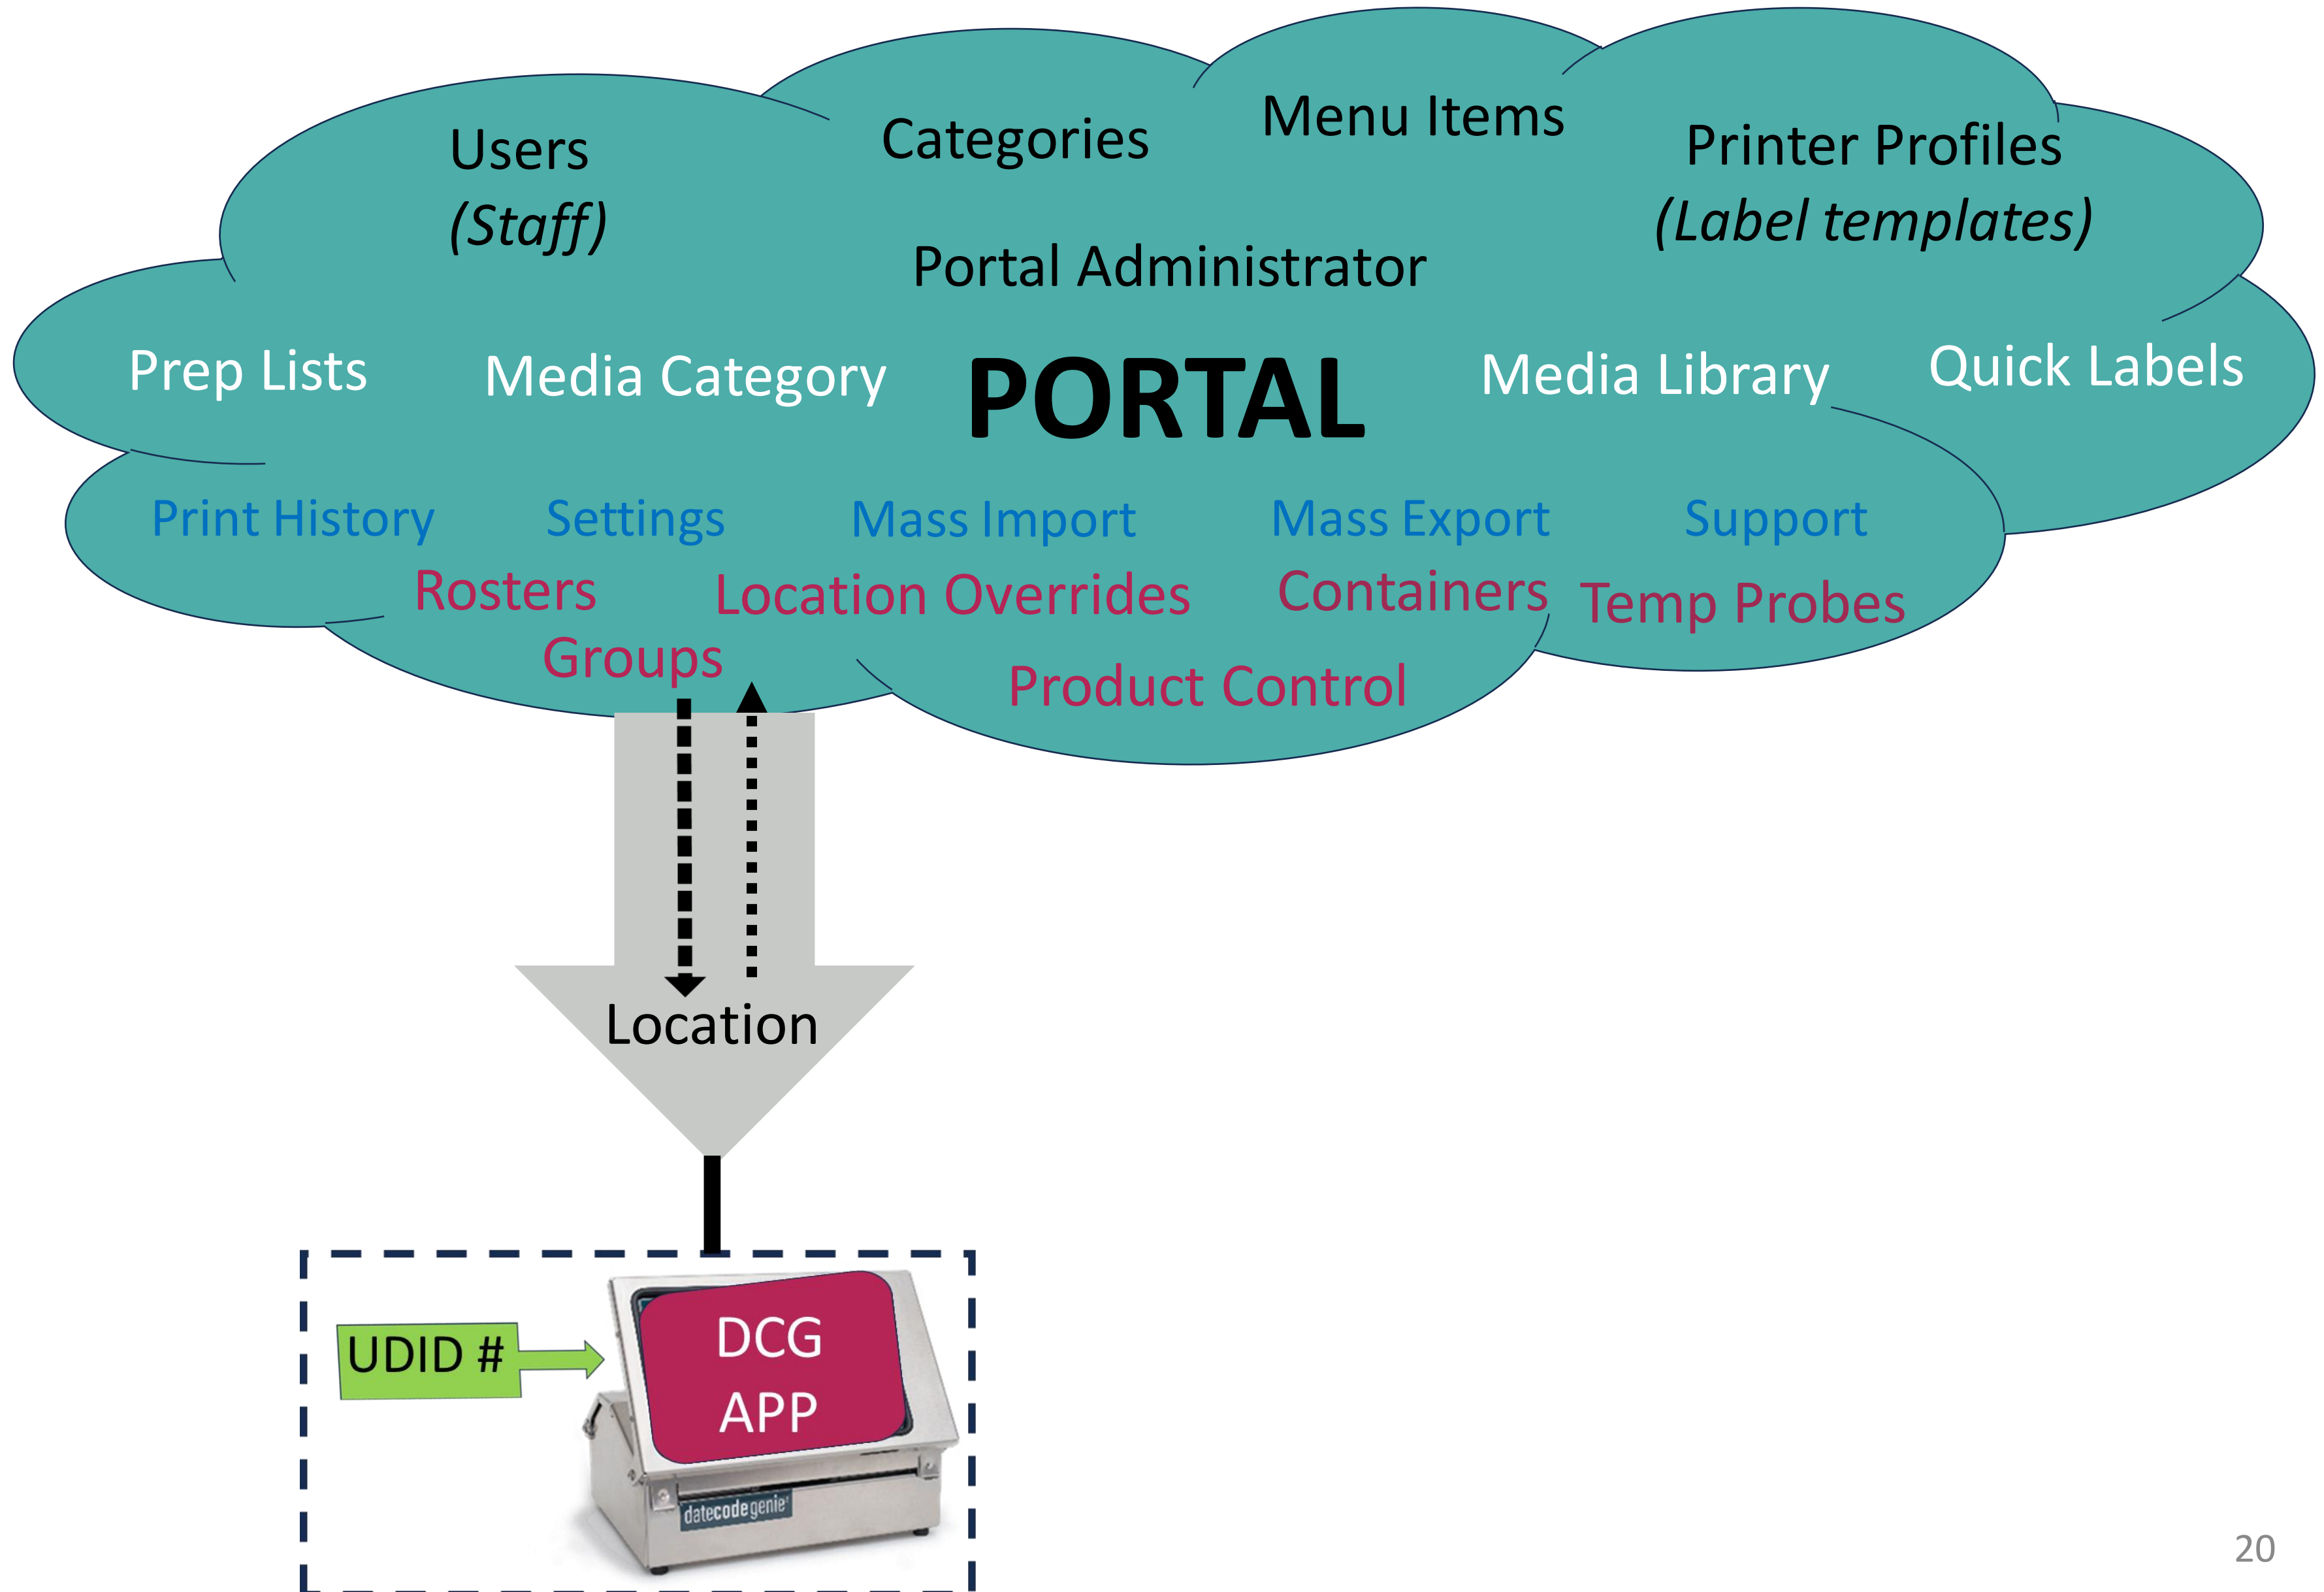 Users
(Staff)
Categories
Menu Items
Printer Profiles
(Label templates)
Portal Administrator
Prep Lists
Media Category
PORTAL
Media Library
Quick Labels
Print History
Settings
Mass Import
Mass Export
Support
Rosters
Location Overrides
Containers
Temp Probes
Groups
Product Control
Location
UDID #
DCG
APP
datecodegenie
20